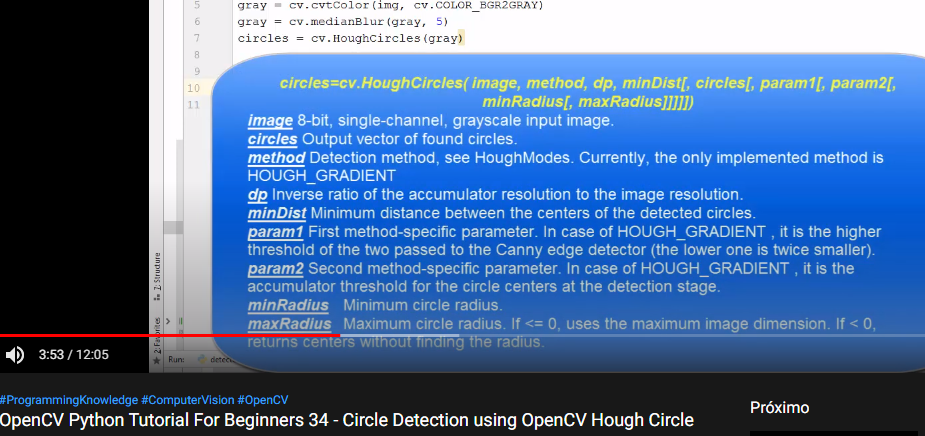 5 gray = cv.cvtColor(img, cv.COLOR_BGR2GRAY)
6 gray = cv.medianBlur(gray, 5)
7 circles = cv.HoughCircles(gray)
8
9
10
11
circles=cv.HoughCircles( image, method, dp, minDist[, circles[, param1[, param2[,
minRadius[, maxRadius]]]]])
image 8-bit, single-channel, grayscale input image.
circles Output vector of found circles.
method Detection method, see HoughModes. Currently, the only implemented method is
HOUGH_GRADIENT
dp Inverse ratio of the accumulator resolution to the image resolution.
minDist Minimum distance between the centers of the detected circles.
param1 First method-specific parameter. In case of HOUGH_GRADIENT , it is the higher
threshold of the two passed to the Canny edge detector (the lower one is twice smaller).
param2 Second method-specific parameter. In case of HOUGH_GRADIENT , it is the
accumulator threshold for the circle centers at the detection stage.
minRadius Minimum circle radius.
maxRadius Maximum circle radius. If <= 0, uses the maximum image dimension. If < 0,
returns centers without finding the radius.
Z: Structure
2: Favorites
Run:
3:53 / 12:05
#ProgrammingKnowledge #ComputerVision #OpenCV
OpenCV Python Tutorial For Beginners 34 - Circle Detection using OpenCV Hough Circle
Próximo